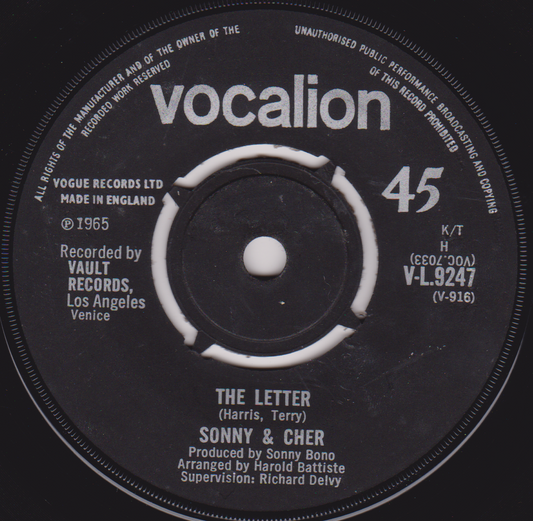 ALL RIGHTS OF THE MANUFACTURER AND OF THE OWNER OF THE
RECORDED WORK RESERVED
UNAUTHORISED PUBLIC PERFORMANCE BROADCASTING AND COPYING
OF THIS RECORD PROHIBITED
vocalion
VOGUE RECORDS LTD
MADE IN ENGLAND
℗ 1965
Recorded by
VAULT
RECORDS,
Los Angeles
Venice
45
K/T
H
(VOC.7033)
V-L.9247
(V-916)
THE LETTER
(Harris, Terry)
SONNY & CHER
Produced by Sonny Bono
Arranged by Harold Battiste
Supervision: Richard Delvy